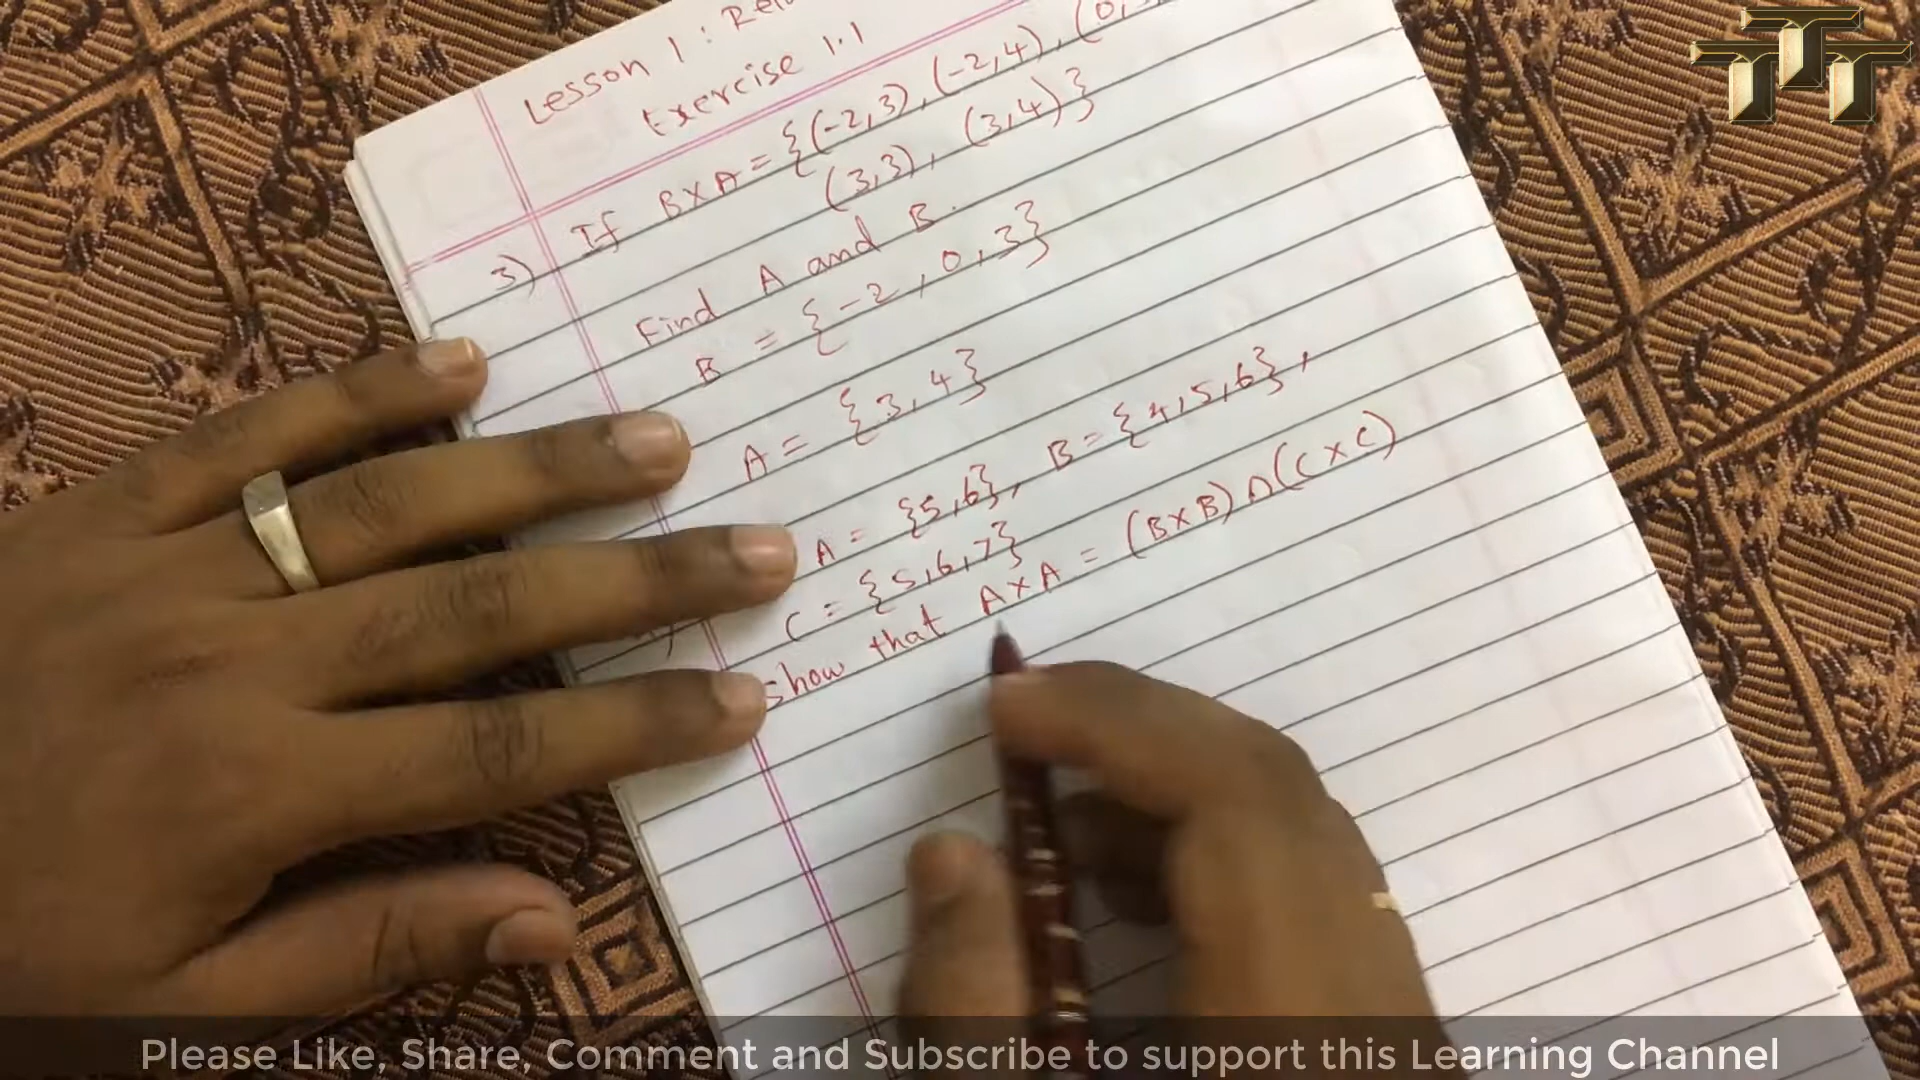 Lesson 1 : Rel
Exercise 1.1
3) If B×A = {(-2,3), (-2,4), (0,
(3,3), (3,4)}
Find A and B.
B = {-2, 0, 3}
A = {3, 4}
A = {5,6}, B = {4,5,6},
C = {5,6,7}
Show that A×A = (B×B)∩(C×C)
TTT
Please Like, Share, Comment and Subscribe to support this Learning Channel